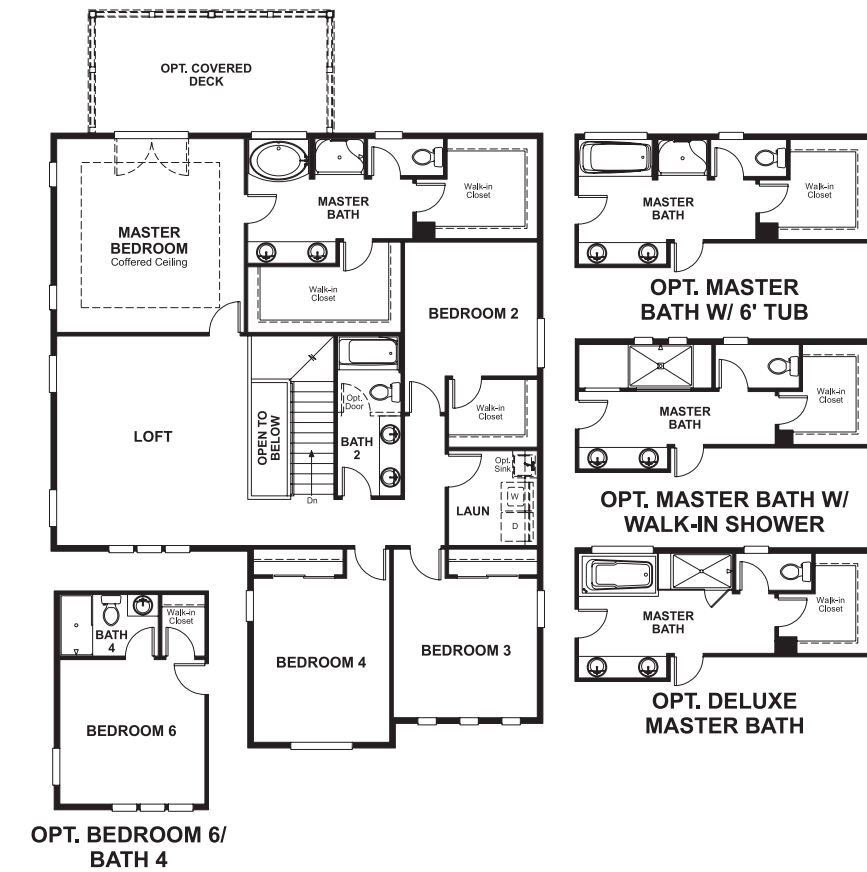 OPT. COVERED
DECK
MASTER
BEDROOM
Coffered Ceiling
MASTER
BATH
Walk-in
Closet
Walk-in
Closet
BEDROOM 2
Walk-in
Closet
LOFT
OPEN TO
BELOW
Dn
Opt.
Door
BATH
2
Opt.
Sink
W
LAUN
D
BEDROOM 4
BEDROOM 3
BATH
4
Walk-in
Closet
BEDROOM 6
OPT. BEDROOM 6/
BATH 4
MASTER
BATH
Walk-in
Closet
OPT. MASTER
BATH W/ 6' TUB
MASTER
BATH
Walk-in
Closet
OPT. MASTER BATH W/
WALK-IN SHOWER
MASTER
BATH
Walk-in
Closet
OPT. DELUXE
MASTER BATH